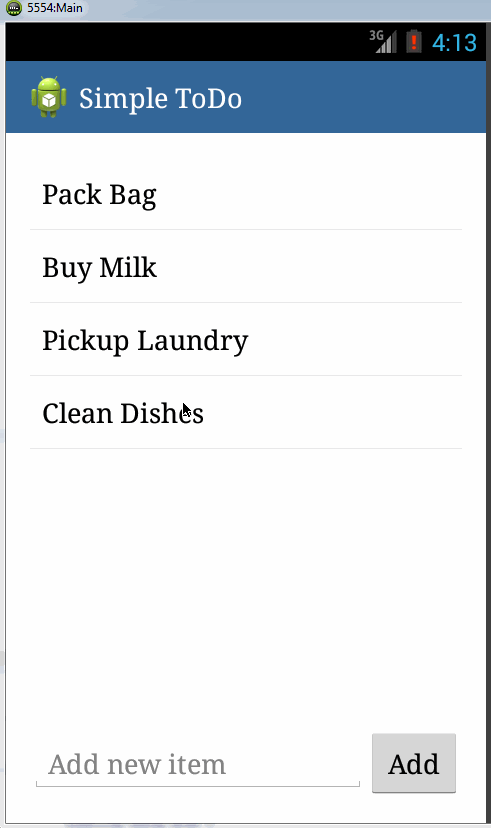 5554:Main
3G 4:13
Simple ToDo
Pack Bag
Buy Milk
Pickup Laundry
Clean Dishes
Add new item Add